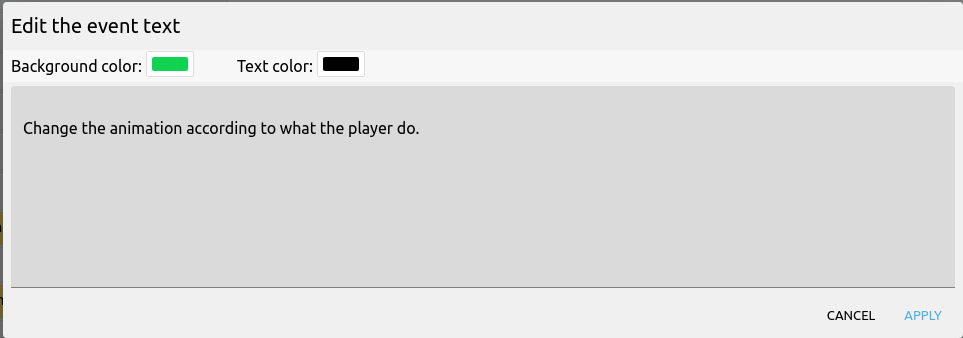 Edit the event text
Background color: Text color:
Change the animation according to what the player do.
CANCEL APPLY